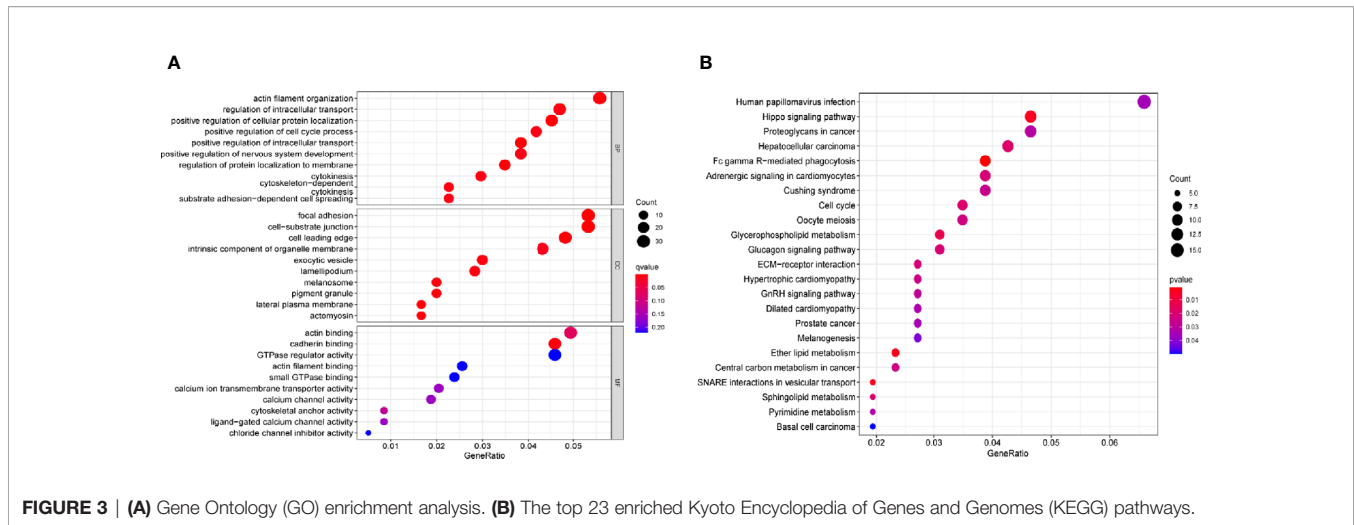 A
actin filament organization
regulation of intracellular transport
positive regulation of cellular protein localization
positive regulation of cell cycle process
positive regulation of intracellular transport
positive regulation of nervous system development
regulation of protein localization to membrane
cytokinesis
cytoskeleton-dependent
cytokinesis
substrate adhesion-dependent cell spreading
BP
focal adhesion
cell-substrate junction
cell leading edge
intrinsic component of organelle membrane
exocytic vesicle
lamellipodium
melanosome
pigment granule
lateral plasma membrane
actomyosin
CC
actin binding
cadherin binding
GTPase regulator activity
actin filament binding
small GTPase binding
calcium ion transmembrane transporter activity
calcium channel activity
cytoskeletal anchor activity
ligand-gated calcium channel activity
chloride channel inhibitor activity
MF
0.01 0.02 0.03 0.04 0.05
GeneRatio
Count
10
20
30
qvalue
0.05
0.10
0.15
0.20
B
Human papillomavirus infection
Hippo signaling pathway
Proteoglycans in cancer
Hepatocellular carcinoma
Fc gamma R-mediated phagocytosis
Adrenergic signaling in cardiomyocytes
Cushing syndrome
Cell cycle
Oocyte meiosis
Glycerophospholipid metabolism
Glucagon signaling pathway
ECM-receptor interaction
Hypertrophic cardiomyopathy
GnRH signaling pathway
Dilated cardiomyopathy
Prostate cancer
Melanogenesis
Ether lipid metabolism
Central carbon metabolism in cancer
SNARE interactions in vesicular transport
Sphingolipid metabolism
Pyrimidine metabolism
Basal cell carcinoma
0.02 0.03 0.04 0.05 0.06
GeneRatio
Count
5.0
7.5
10.0
12.5
15.0
pvalue
0.01
0.02
0.03
0.04
FIGURE 3 | (A) Gene Ontology (GO) enrichment analysis. (B) The top 23 enriched Kyoto Encyclopedia of Genes and Genomes (KEGG) pathways.